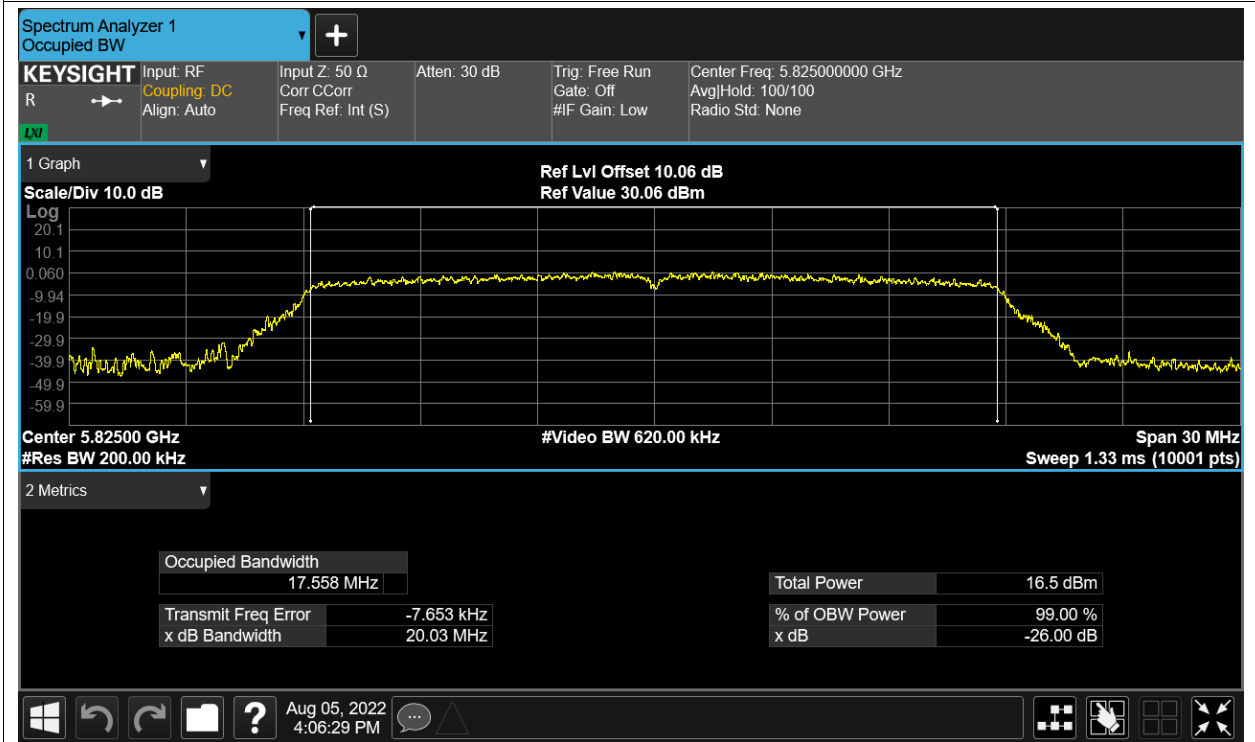 Spectrum Analyzer 1
Occupied BW
KEYSIGHT
R
LXI
Input: RF
Coupling: DC
Align: Auto
Input Z: 50 Ω
Corr CCorr
Freq Ref: Int (S)
Atten: 30 dB
Trig: Free Run
Gate: Off
#IF Gain: Low
Center Freq: 5.825000000 GHz
Avg|Hold: 100/100
Radio Std: None
1 Graph
Scale/Div 10.0 dB
Ref Lvl Offset 10.06 dB
Ref Value 30.06 dBm
Log
20.1
10.1
0.060
-9.94
-19.9
-29.9
-39.9
-49.9
-59.9
Center 5.82500 GHz
#Res BW 200.00 kHz
#Video BW 620.00 kHz
Span 30 MHz
Sweep 1.33 ms (10001 pts)
2 Metrics
Occupied Bandwidth
17.558 MHz
Transmit Freq Error -7.653 kHz
x dB Bandwidth 20.03 MHz
Total Power 16.5 dBm
% of OBW Power 99.00 %
x dB -26.00 dB
?
Aug 05, 2022
4:06:29 PM